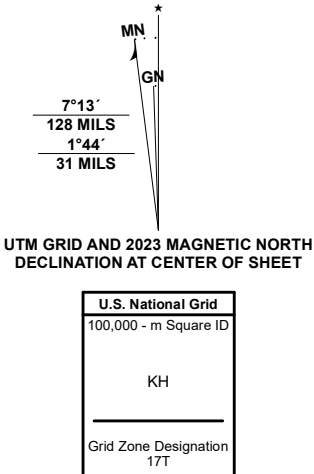 ★
MN
GN
7°13´
128 MILS
1°44´
31 MILS
UTM GRID AND 2023 MAGNETIC NORTH
DECLINATION AT CENTER OF SHEET
U.S. National Grid
100,000 - m Square ID
KH
Grid Zone Designation
17T